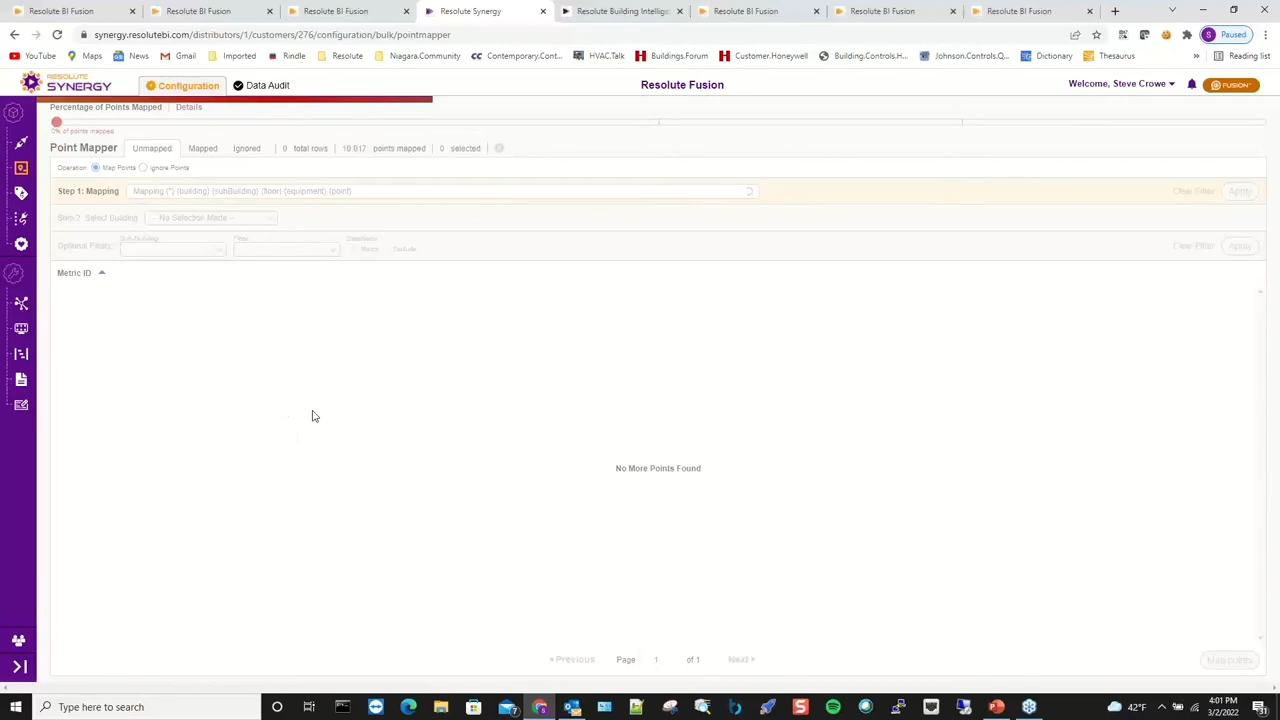 Resolute BI Fusion
Resolute BI Fusion
Resolute BI Fusion
Resolute Synergy
Resolute Building Intellige
Resolute BI Fusion
Resolute BI Fusion
Resolute BI Fusion
synergy.resolutebi.com/distributors/1/customers/276/configuration/bulk/pointmapper
S Paused
YouTube Maps News Gmail Imported Rindle Resolute Niagara.Community Contemporary.Cont... HVAC.Talk Buildings.Forum Customer.Honeywell Building.Controls.H... Johnson.Controls.Q... Dictionary Thesaurus » Reading list
RESOLUTE
SYNERGY
Configuration
Data Audit
Resolute Fusion
Welcome, Steve Crowe
FUSION
Percentage of Points Mapped Details
0% of points mapped
Point Mapper Unmapped Mapped Ignored 0 total rows 10,017 points mapped 0 selected
Operation: Map Points Ignore Points
Step 1: Mapping Mapping {*} {building} {subBuilding} {floor} {equipment} {point} Clear Filter Apply
Step 2: Select Building -- No Selection Made --
Sub-Building Floor
Optional Filters: Clear Filter Apply
Metric ID
No More Points Found
« Previous Page 1 of 1 Next »
Map points
Type here to search
7
42°F
4:01 PM
3/2/2022